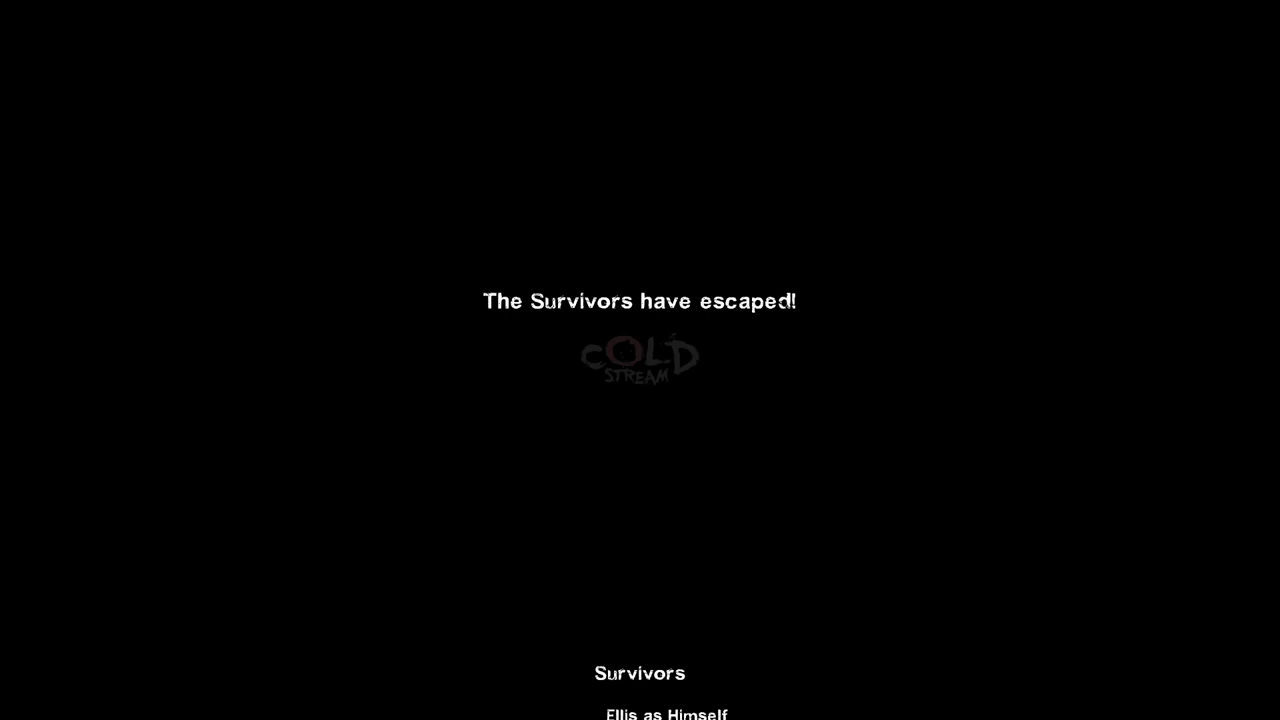 The Survivors have escaped!
COLD
STREAM
Survivors
Ellis as Himself